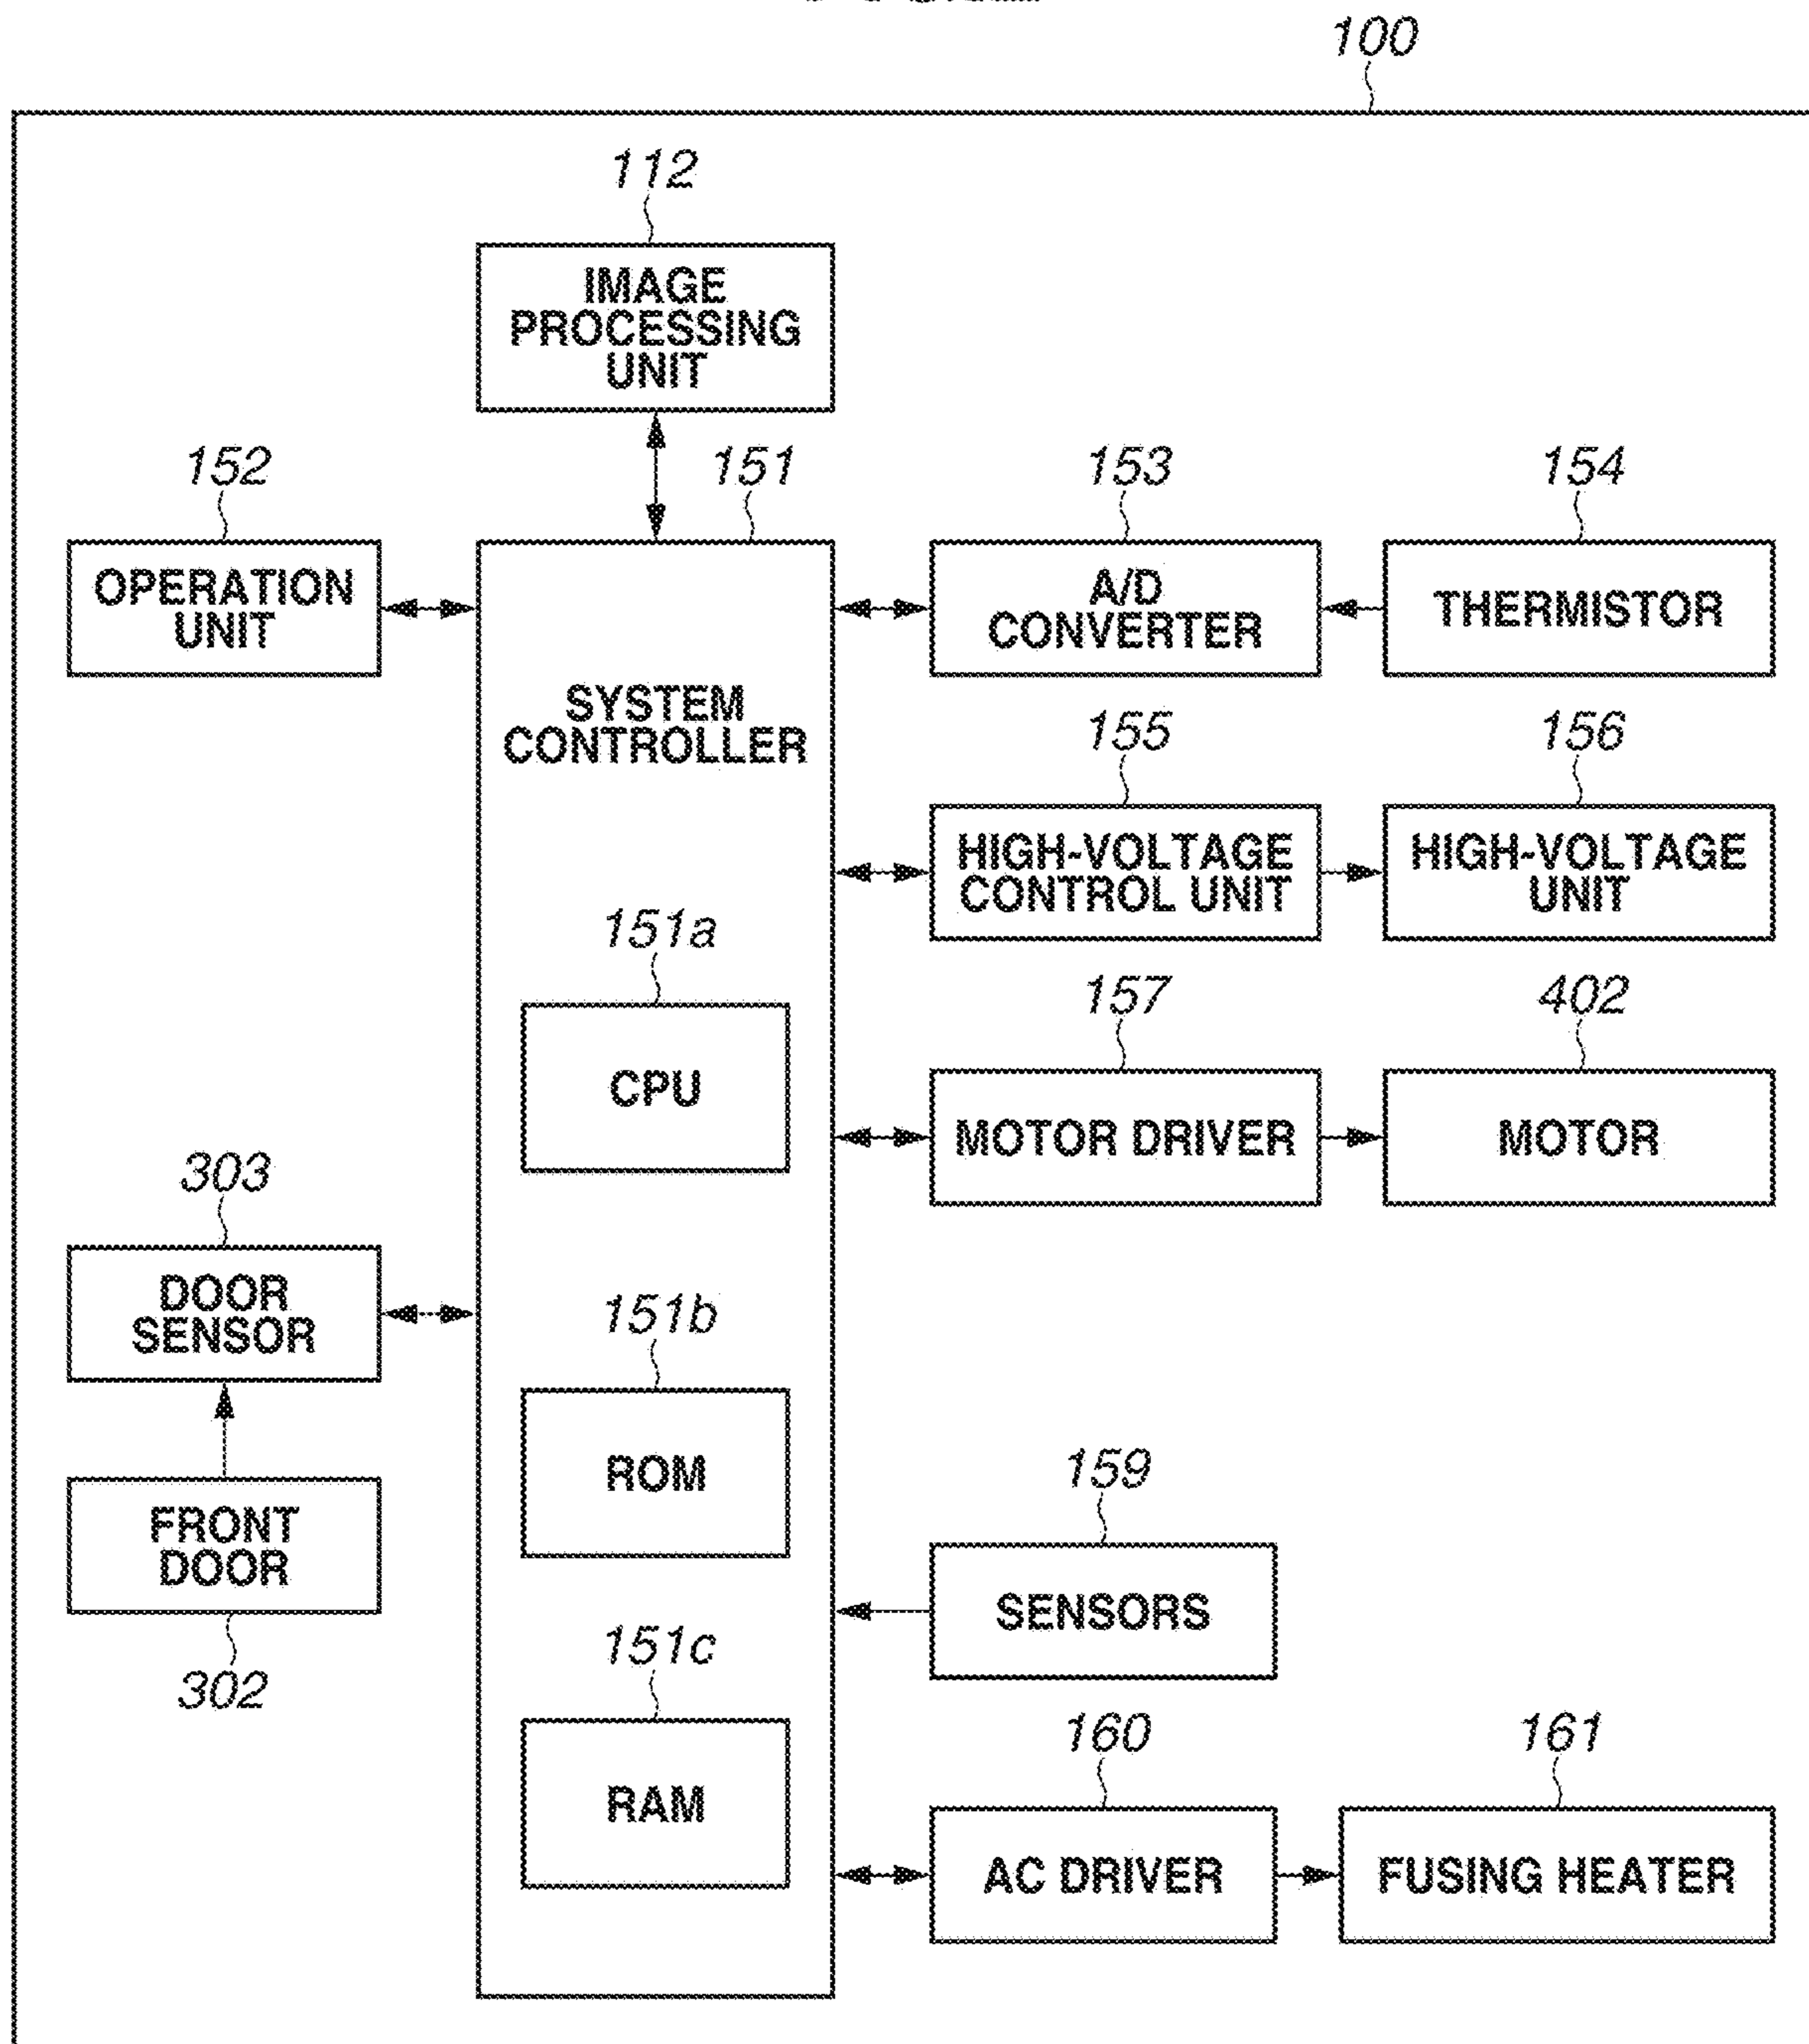 100
112
IMAGE
PROCESSING
UNIT
152
151
153
154
OPERATION
UNIT
A/D
CONVERTER
THERMISTOR
SYSTEM
CONTROLLER
155
156
HIGH-VOLTAGE
CONTROL UNIT
HIGH-VOLTAGE
UNIT
151a
CPU
157
402
MOTOR DRIVER
MOTOR
303
DOOR
SENSOR
151b
ROM
FRONT
DOOR
302
159
SENSORS
151c
RAM
160
161
AC DRIVER
FUSING HEATER